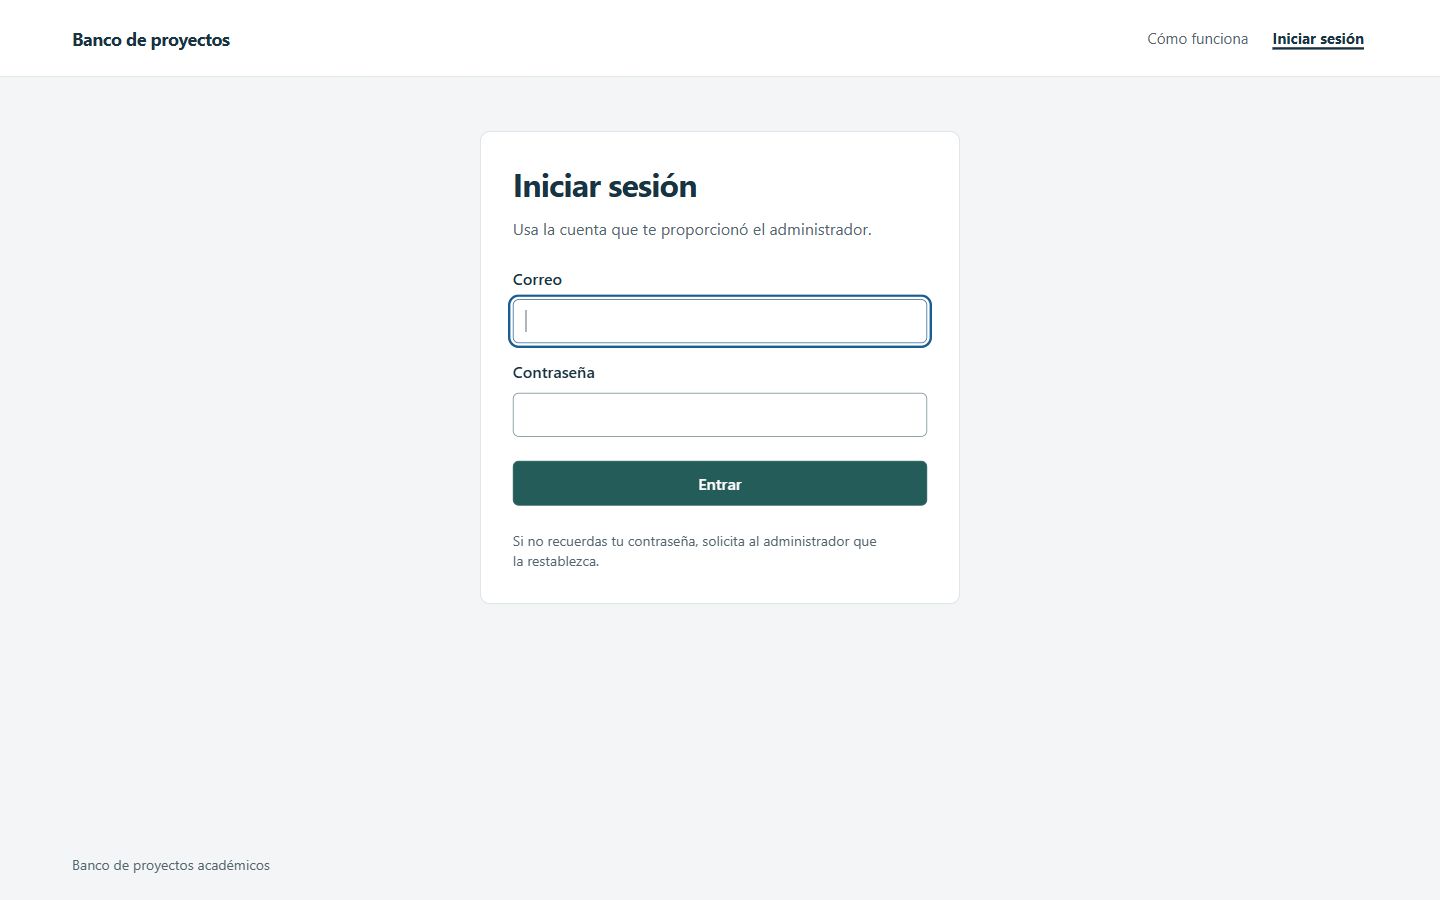 Banco de proyectos
Cómo funciona
Iniciar sesión
Iniciar sesión
Usa la cuenta que te proporcionó el administrador.
Correo
Contraseña
Entrar
Si no recuerdas tu contraseña, solicita al administrador que
la restablezca.
Banco de proyectos académicos